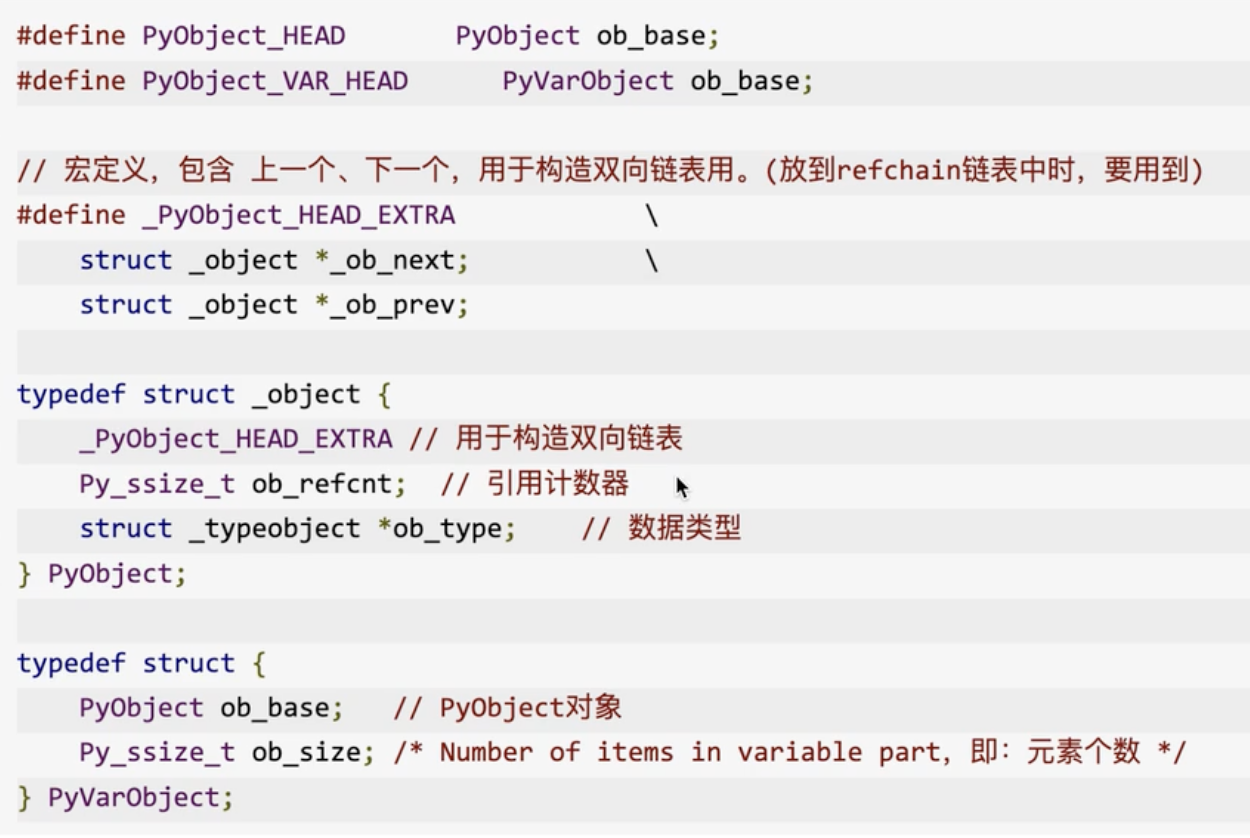 #define PyObject_HEAD       PyObject ob_base;
#define PyObject_VAR_HEAD      PyVarObject ob_base;
// 宏定义，包含 上一个、下一个，用于构造双向链表用。(放到refchain链表中时，要用到)
#define _PyObject_HEAD_EXTRA            \
    struct _object *_ob_next;           \
    struct _object *_ob_prev;
typedef struct _object {
    _PyObject_HEAD_EXTRA // 用于构造双向链表
    Py_ssize_t ob_refcnt;  // 引用计数器
    struct _typeobject *ob_type;    // 数据类型
} PyObject;
typedef struct {
    PyObject ob_base;   // PyObject对象
    Py_ssize_t ob_size; /* Number of items in variable part，即：元素个数 */
} PyVarObject;